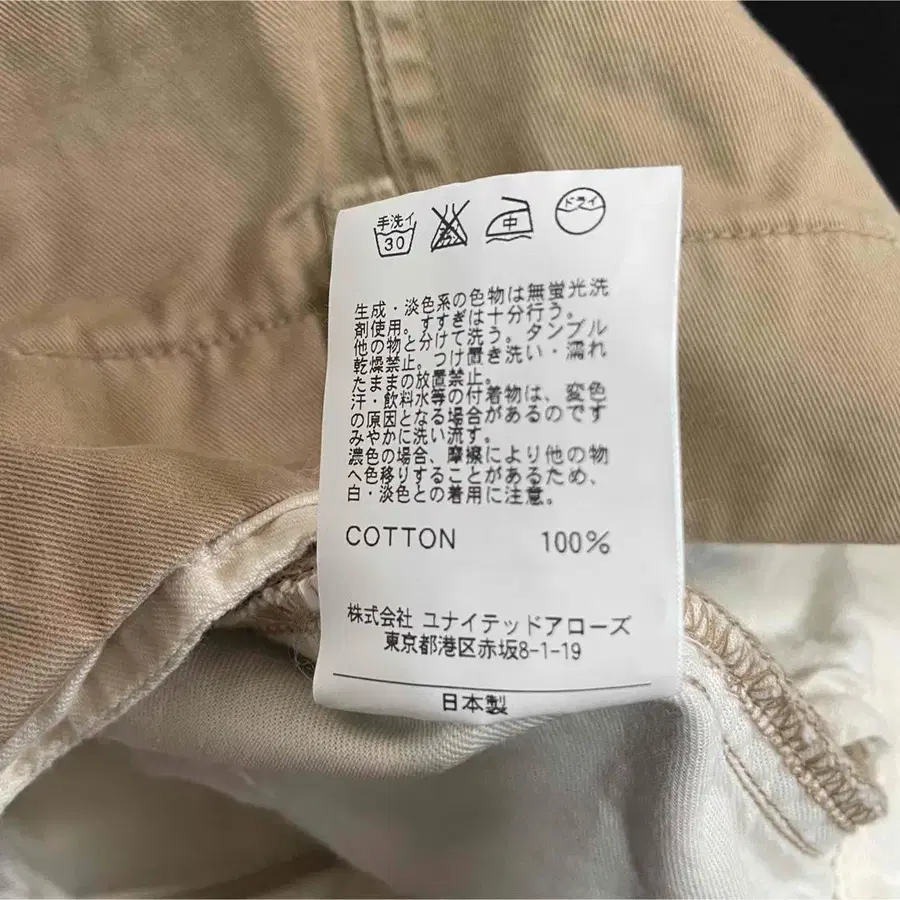 手洗イ
30
中
ドライ
生成・淡色系の色物は無蛍光洗
剤使用。すすぎは十分行う。
他の物と分けて洗う。タンブル
乾燥禁止。つけ置き洗い・濡れ
たままの放置禁止。
汗・飲料水等の付着物は、変色
の原因となる場合があるのです
みやかに洗い流す。
濃色の場合、摩擦により他の物
へ色移りすることがあるため、
白・淡色との着用に注意。
COTTON 100%
株式会社 ユナイテッドアローズ
東京都港区赤坂8-1-19
日本製